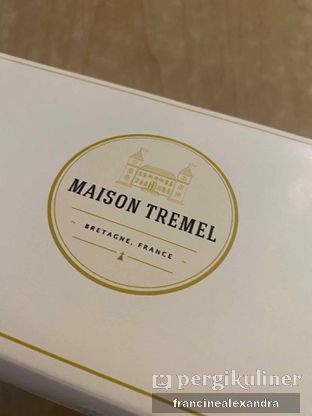 MAISON TREMEL
BRETAGNE, FRANCE
pergikuliner
francinealexandra